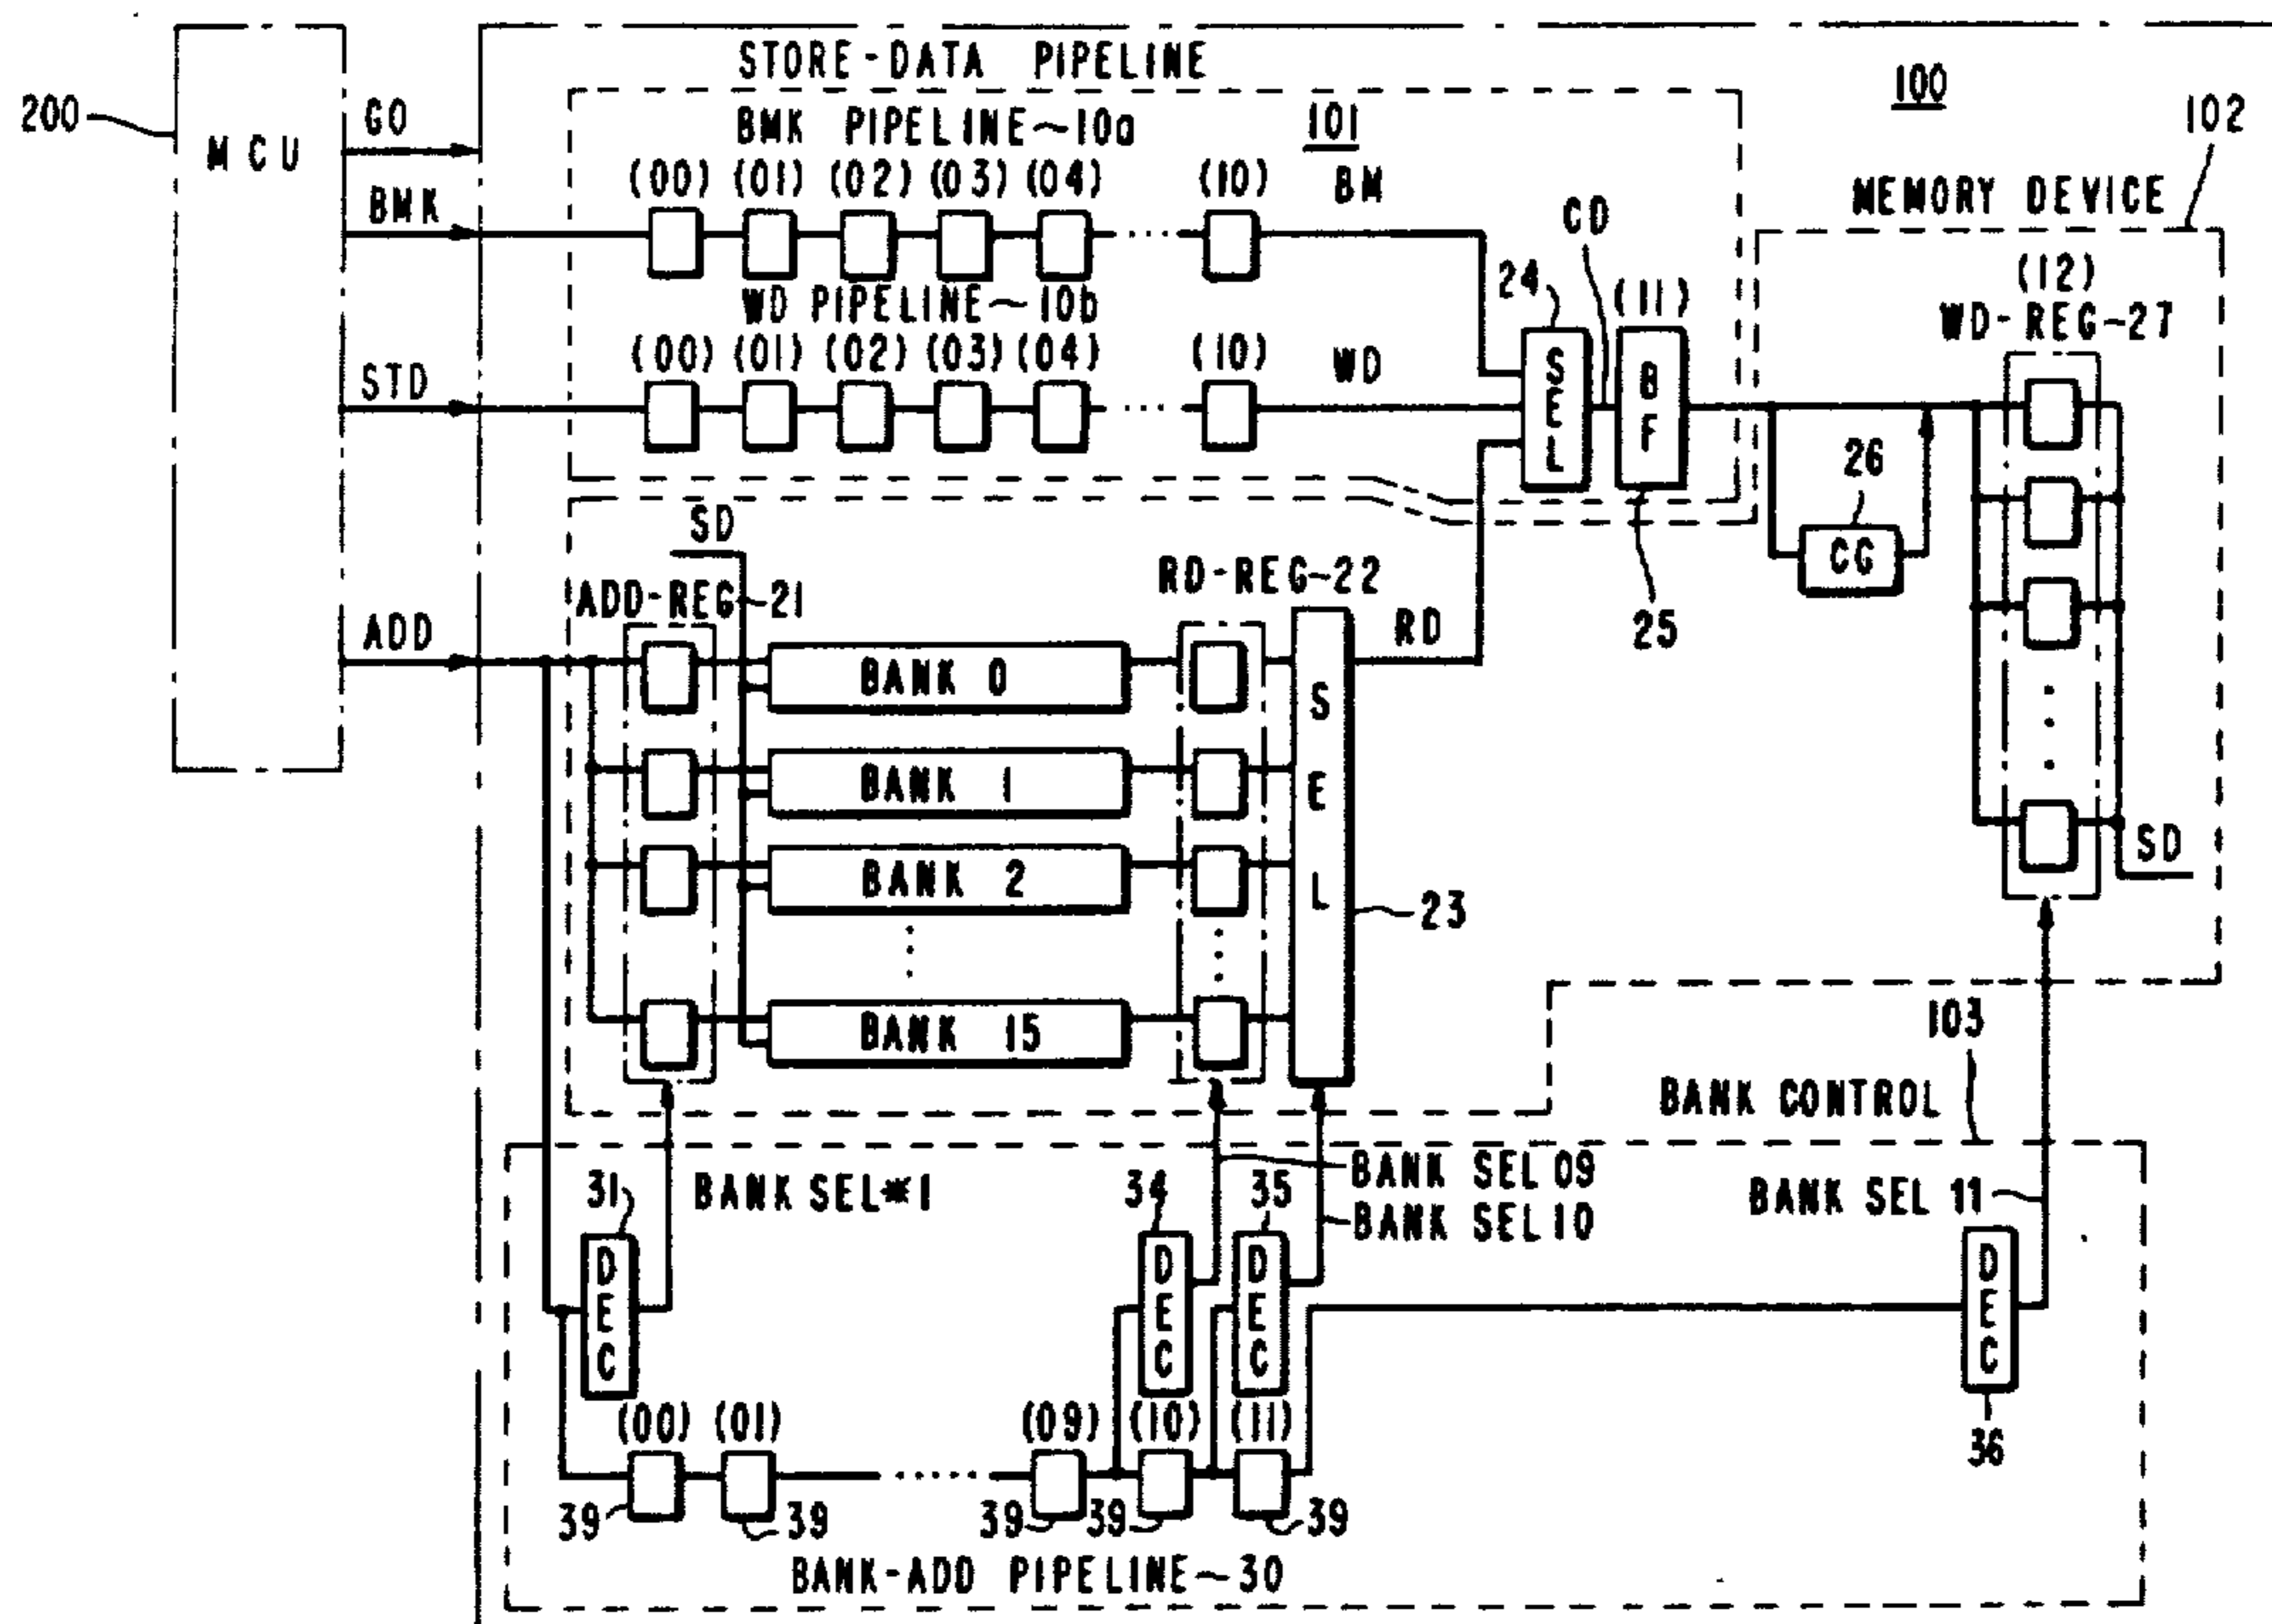 STORE-DATA PIPELINE
100
102
200
MCU
GO
BMK PIPELINE~10a
101
BMK
(00) (01) (02) (03) (04) (10)
BM
MEMORY DEVICE
CD
WD PIPELINE~10b
24
(11)
(12)
WD-REG-27
STD
(00) (01) (02) (03) (04) (10)
WD
SEL
BF
26
CG
25
SD
ADD-REG-21
RD-REG-22
ADD
RD
BANK 0
BANK 1
BANK 2
BANK 15
SEL
23
SD
103
BANK CONTROL
31
BANK SEL*1
34
35
BANK SEL 09
BANK SEL 10
BANK SEL 11
DEC
DEC
DEC
DEC
36
(00) (01) (09) (10) (11)
39 39 39 39 39
BANK-ADD PIPELINE~30